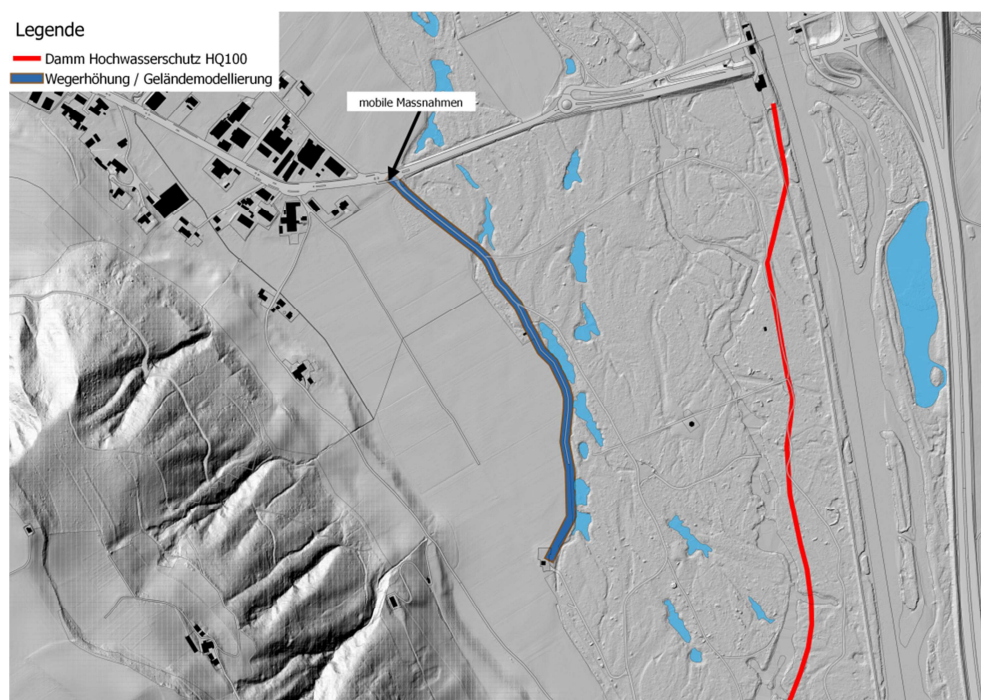 Legende
Damm Hochwasserschutz HQ100
Wegerhöhung / Geländemodellierung
mobile Massnahmen